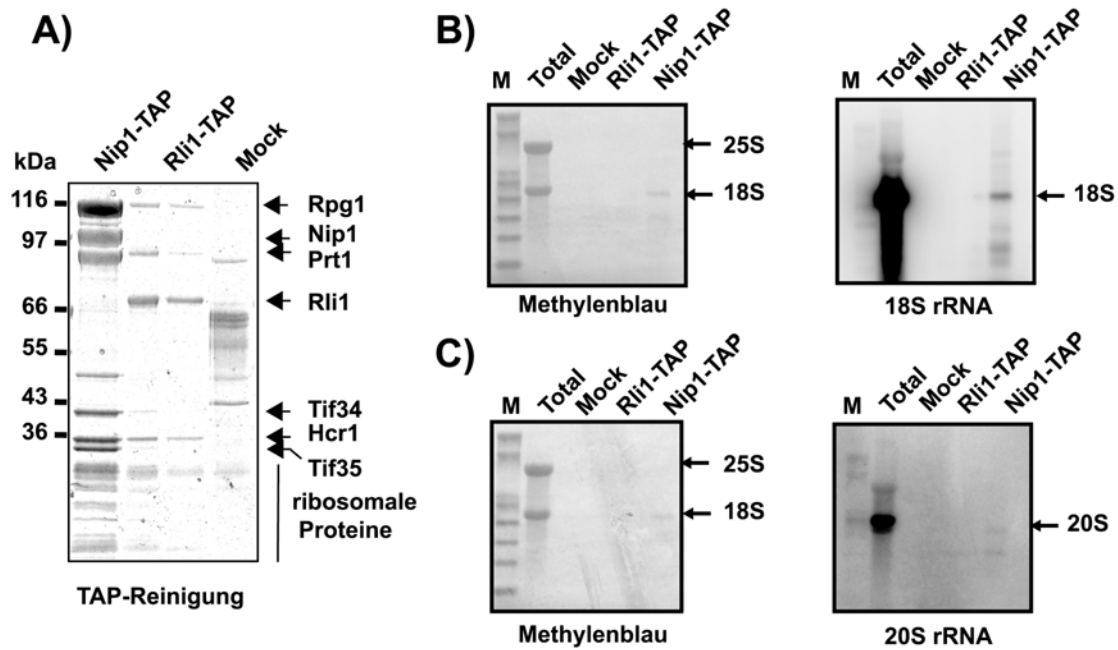 A)
Nip1-TAP
Rli1-TAP
Mock
kDa
116
97
66
55
43
36
Rpg1
Nip1
Prt1
Rli1
Tif34
Hcr1
Tif35
ribosomale
Proteine
TAP-Reinigung
B)
M
Total
Mock
Rli1-TAP
Nip1-TAP
25S
18S
Methylenblau
M
Total
Mock
Rli1-TAP
Nip1-TAP
18S
18S rRNA
C)
M
Total
Mock
Rli1-TAP
Nip1-TAP
25S
18S
Methylenblau
M
Total
Mock
Rli1-TAP
Nip1-TAP
20S
20S rRNA